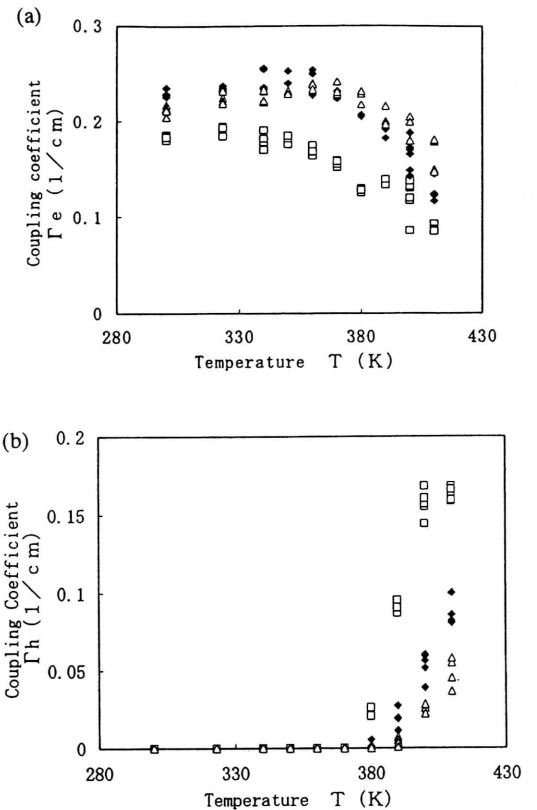 (a)
0.3
0.2
0.1
0
280
330
380
430
Coupling coefficient
Γe (1/cm)
Temperature T (K)
(b)
0.2
0.15
0.1
0.05
0
280
330
380
430
Coupling Coefficient
Γh (1/cm)
Temperature T (K)